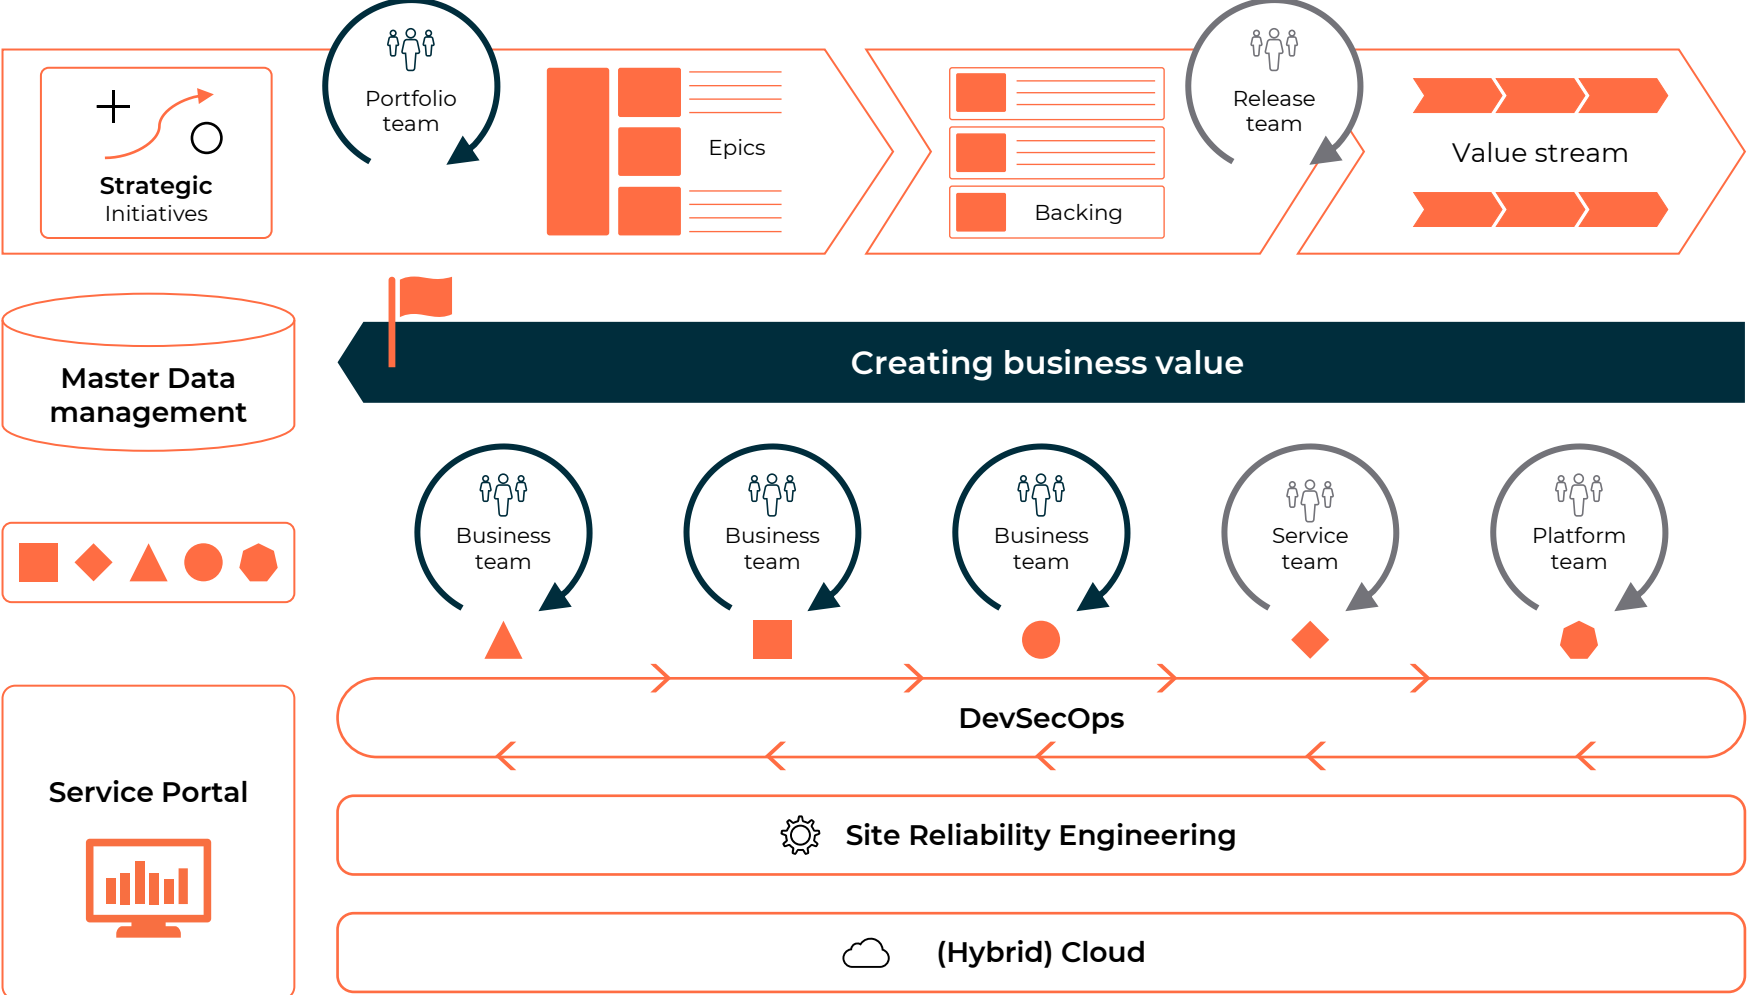 Portfolio
team
Release
team
Strategic
Initiatives
Epics
Backing
Value stream
Master Data
management
Creating business value
Business
team
Business
team
Business
team
Service
team
Platform
team
DevSecOps
Service Portal
Site Reliability Engineering
(Hybrid) Cloud